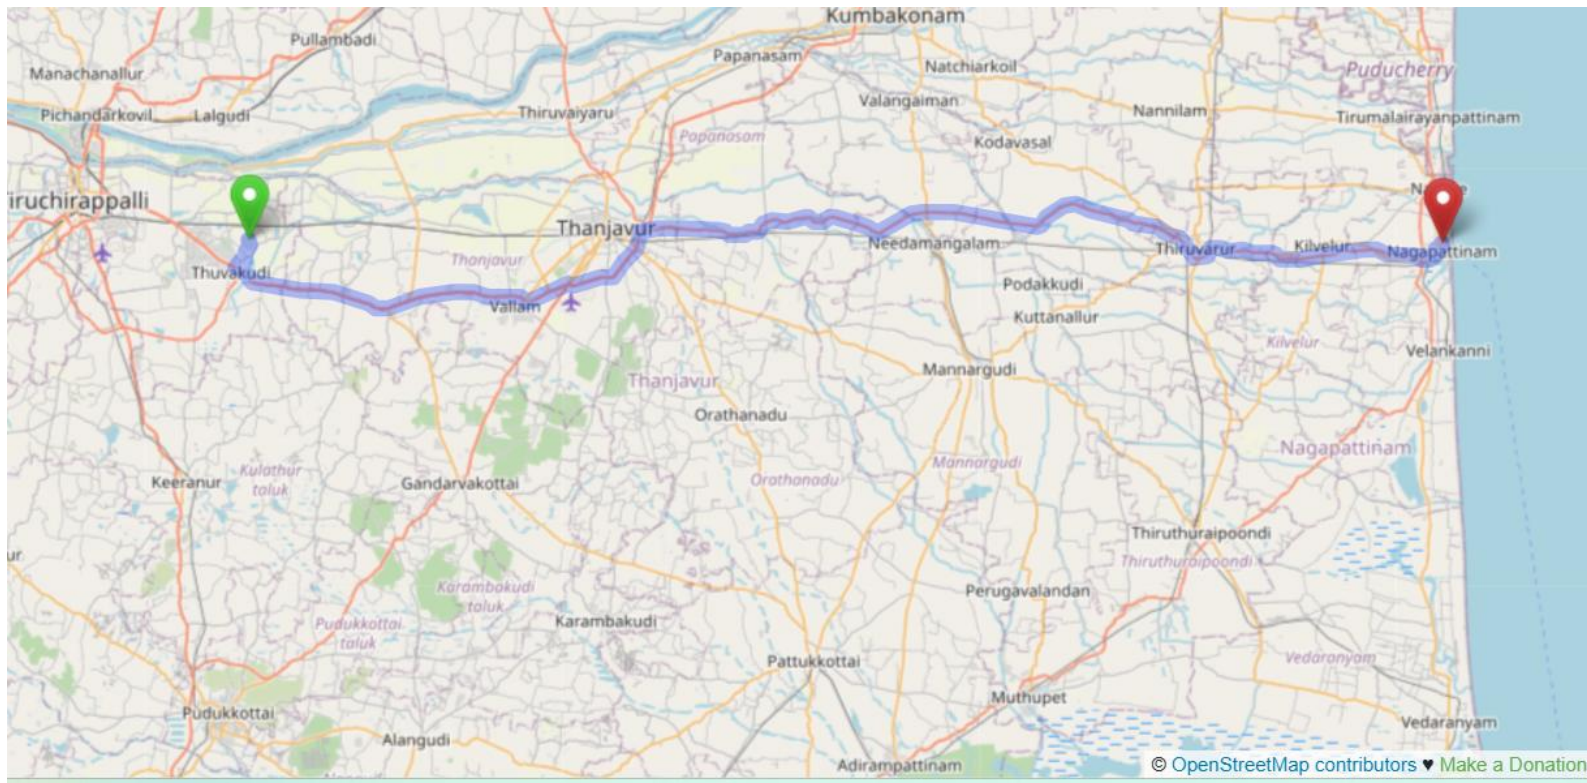 Kumbakonam
Pullambadi
Papanasam
Natchiarkoil
Puducherry
Manachanallur
Valangaiman
Nannilam
Pichandarkovil
Lalgudi
Thiruvaiyaru
Tirumalairayanpattinam
Papanasam
Kodavasal
iruchirappalli
Thanjavur
Needamangalam
Thiruvarur
Kilvelur
Nagapattinam
Thuvakudi
Thanjavur
Podakkudi
Vallam
Kuttanallur
Kilvelur
Velankanni
Mannargudi
Thanjavur
Orathanadu
Nagapattinam
Mannargudi
Kulathur
taluk
Keeranur
Gandarvakottai
Orathanadu
Thiruthuraipoondi
ur
Thiruthuraipoondi
Karambakudi
taluk
Perugavalandan
Pudukkottai
taluk
Karambakudi
Pattukkottai
Vedaranyam
Muthupet
Pudukkottai
Vedaranyam
Alangudi
Adirampattinam
© OpenStreetMap contributors ♥ Make a Donation